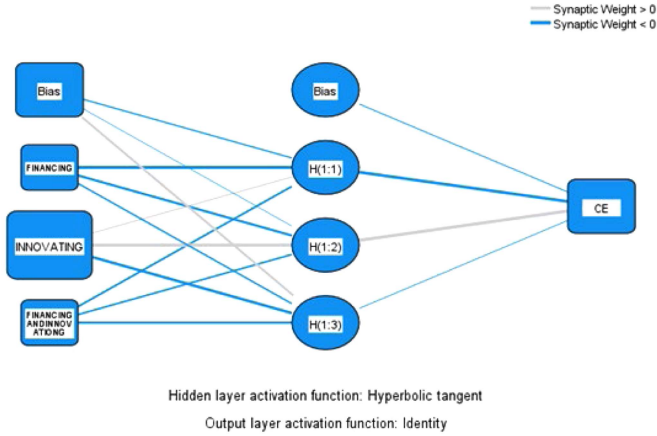 Synaptic Weight > 0
Synaptic Weight < 0
Bias
Bias
FINANCING
H(1:1)
CE
INNOVATING
H(1:2)
FINANCING
ANDINNOV
ATIONG
H(1:3)
Hidden layer activation function: Hyperbolic tangent
Output layer activation function: Identity